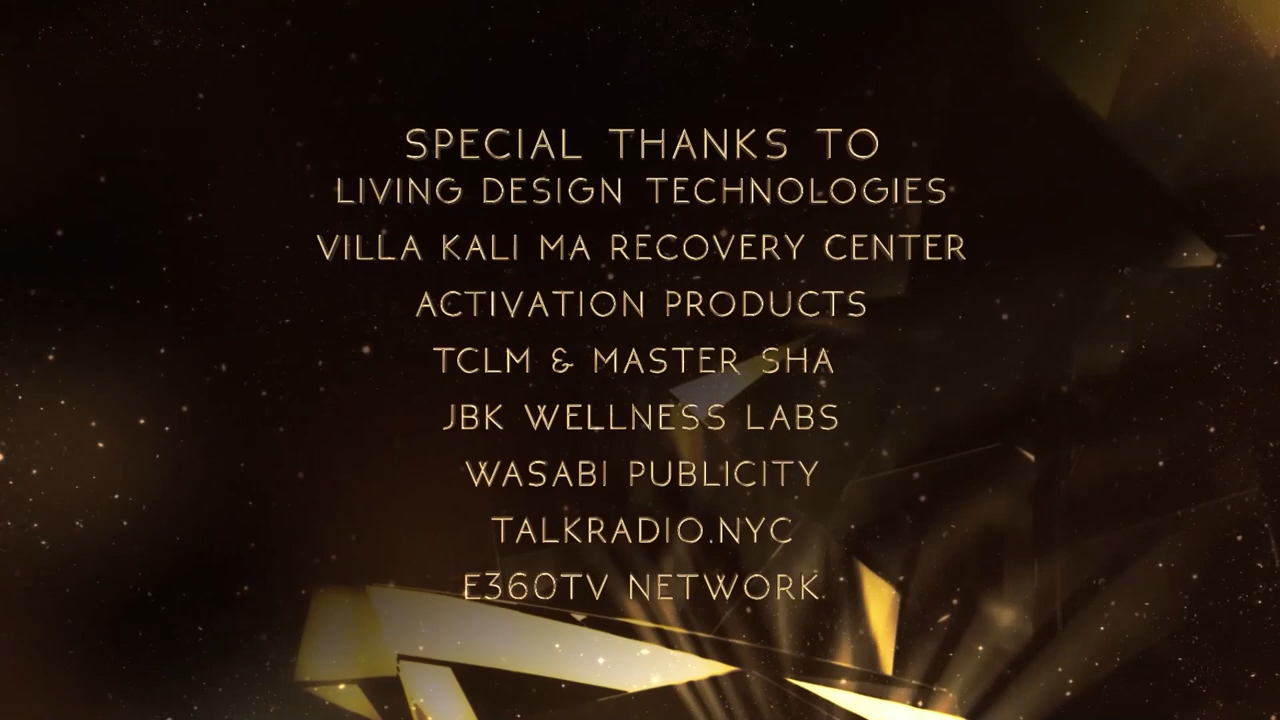 SPECIAL THANKS TO
LIVING DESIGN TECHNOLOGIES
VILLA KALI MA RECOVERY CENTER
ACTIVATION PRODUCTS
TCLM & MASTER SHA
JBK WELLNESS LABS
WASABI PUBLICITY
TALKRADIO.NYC
E360TV NETWORK